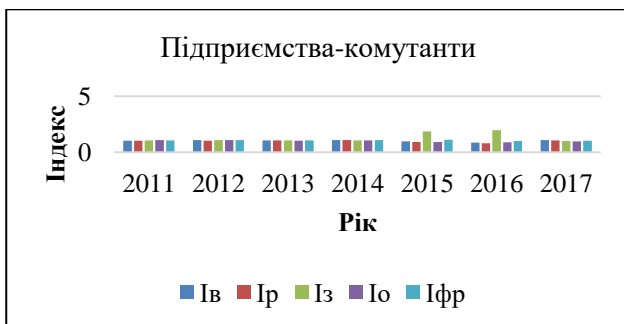 Підприємства-комутанти
5
0
Індекс
2011 2012 2013 2014 2015 2016 2017
Рік
Ів Ір Із Іо Іфр